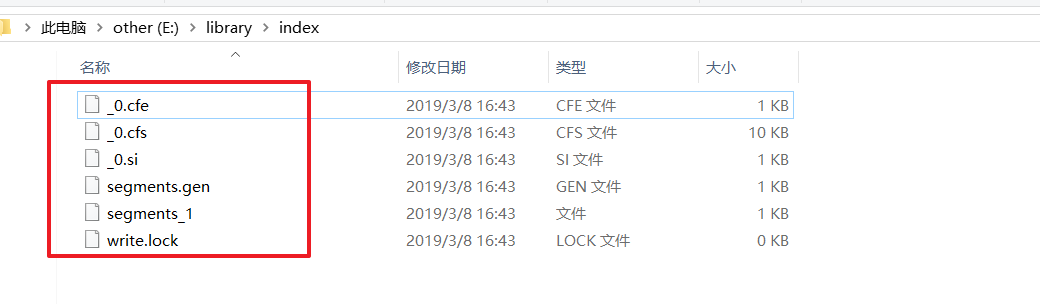 此电脑 > other (E:) > library > index
名称 修改日期 类型 大小
_0.cfe 2019/3/8 16:43 CFE 文件 1 KB
_0.cfs 2019/3/8 16:43 CFS 文件 10 KB
_0.si 2019/3/8 16:43 SI 文件 1 KB
segments.gen 2019/3/8 16:43 GEN 文件 1 KB
segments_1 2019/3/8 16:43 文件 1 KB
write.lock 2019/3/8 16:43 LOCK 文件 0 KB